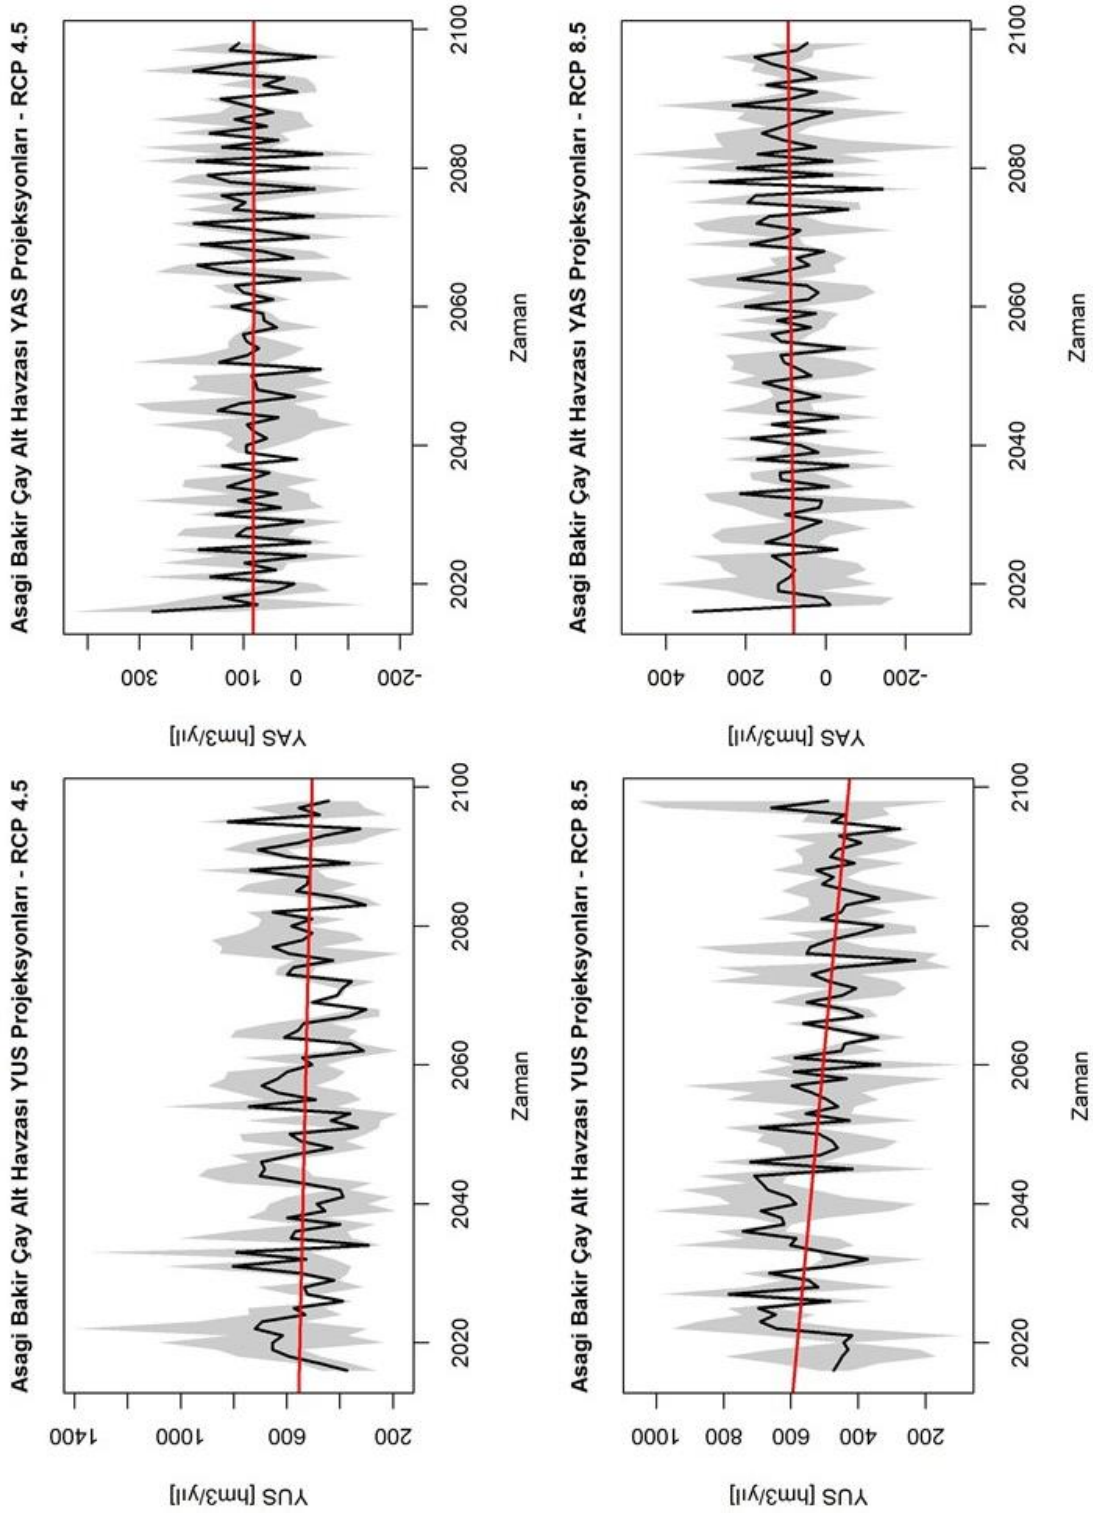 Asagi Bakir Çay Alt Havzası YUS Projeksiyonları - RCP 4.5
YUS [hm3/yıl]
1400
1000
600
200
2020 2040 2060 2080 2100
Zaman
Asagi Bakir Çay Alt Havzası YAS Projeksiyonları - RCP 4.5
YAS [hm3/yıl]
300
100
0
-200
2020 2040 2060 2080 2100
Zaman
Asagi Bakir Çay Alt Havzası YUS Projeksiyonları - RCP 8.5
YUS [hm3/yıl]
1000
800
600
400
200
2020 2040 2060 2080 2100
Zaman
Asagi Bakir Çay Alt Havzası YAS Projeksiyonları - RCP 8.5
YAS [hm3/yıl]
400
200
0
-200
2020 2040 2060 2080 2100
Zaman